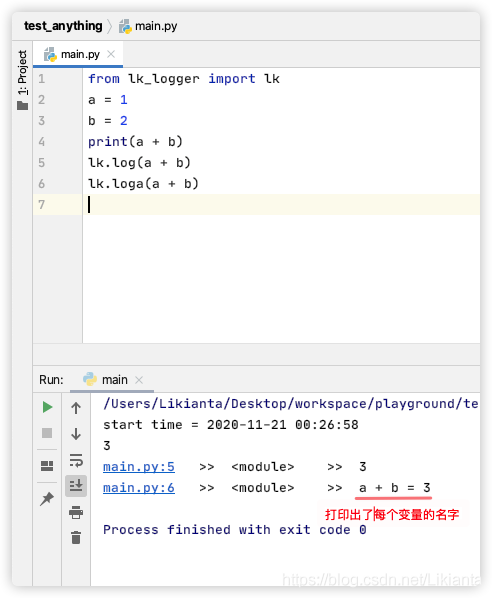 test_anything
main.py
1: Project
main.py
1 from lk_logger import lk
2 a = 1
3 b = 2
4 print(a + b)
5 lk.log(a + b)
6 lk.loga(a + b)
7
Run: main
/Users/Likianta/Desktop/workspace/playground/te
start time = 2020-11-21 00:26:58
3
main.py:5 >> <module> >> 3
main.py:6 >> <module> >> a + b = 3
打印出了每个变量的名字
Process finished with exit code 0
https://blog.csdn.net/Likianta